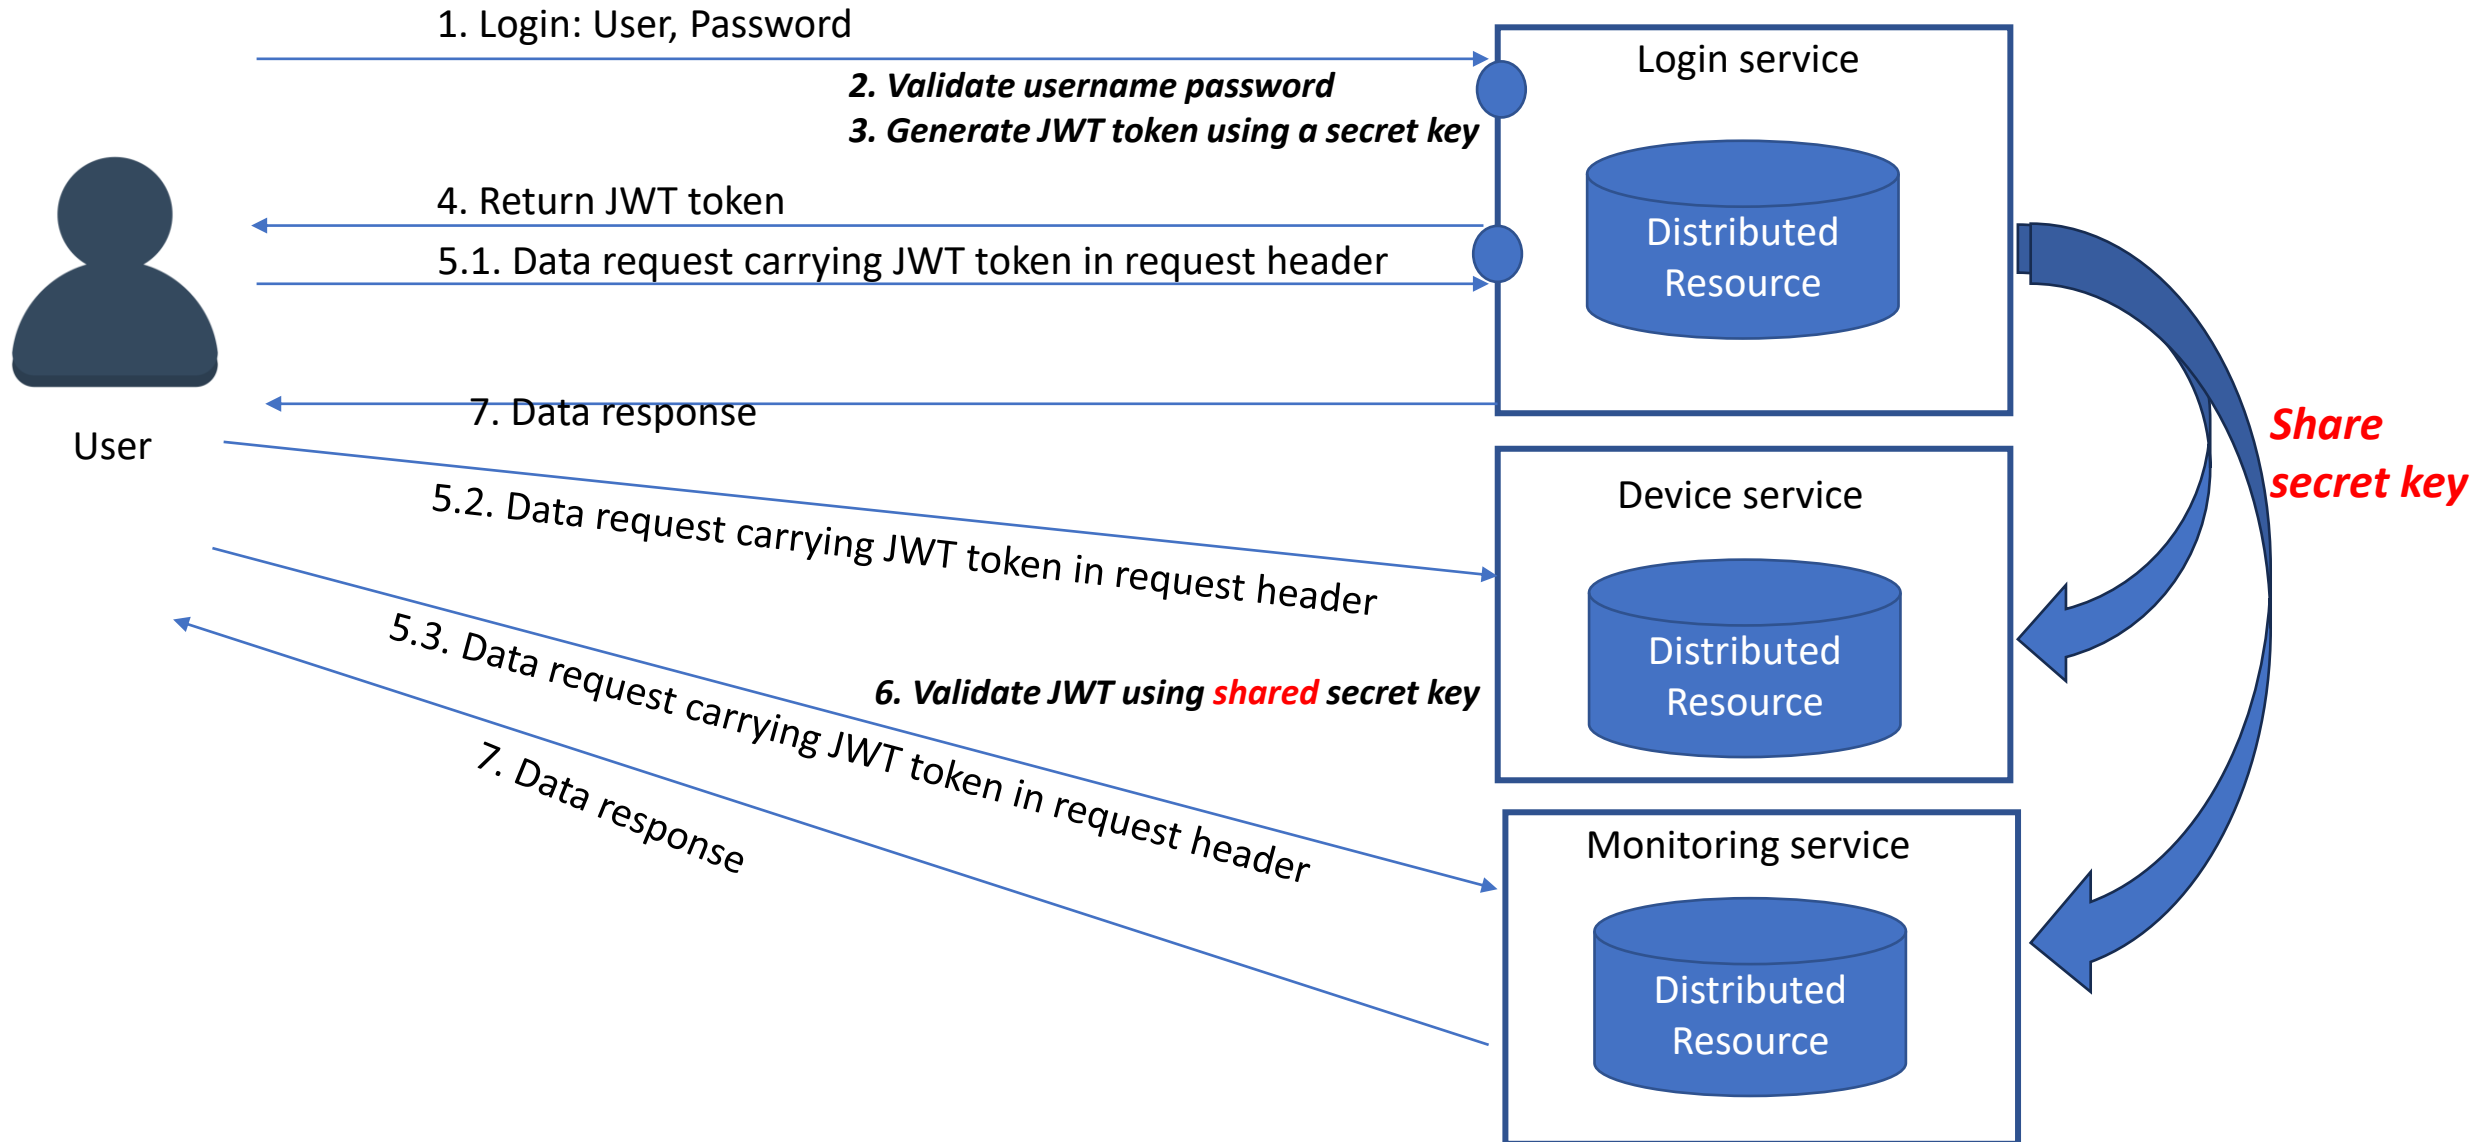 1. Login: User, Password
Login service
2. Validate username password
3. Generate JWT token using a secret key
4. Return JWT token
Distributed
Resource
5.1. Data request carrying JWT token in request header
7. Data response
User
Share
secret key
Device service
5.2. Data request carrying JWT token in request header
Distributed
Resource
5.3. Data request carrying JWT token in request header
6. Validate JWT using shared secret key
7. Data response
Monitoring service
Distributed
Resource